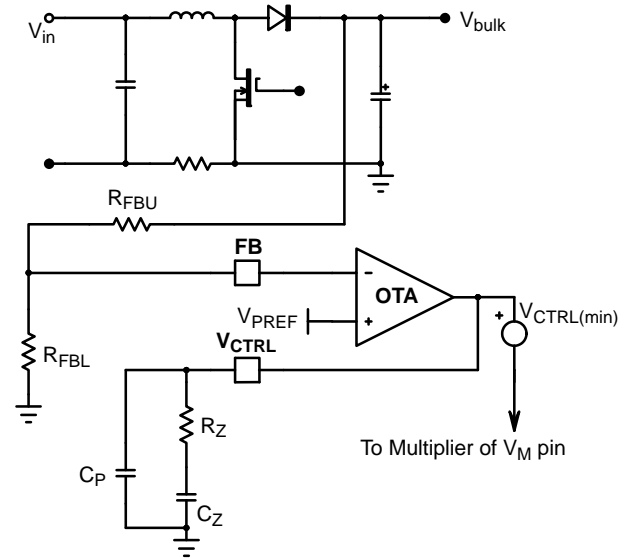 V_in
V_bulk
R_FBU
FB
OTA
− +
V_PREF
V_CTRL(min)
+
V_CTRL
R_FBL
R_Z
To Multiplier of V_M pin
C_P
C_Z
+